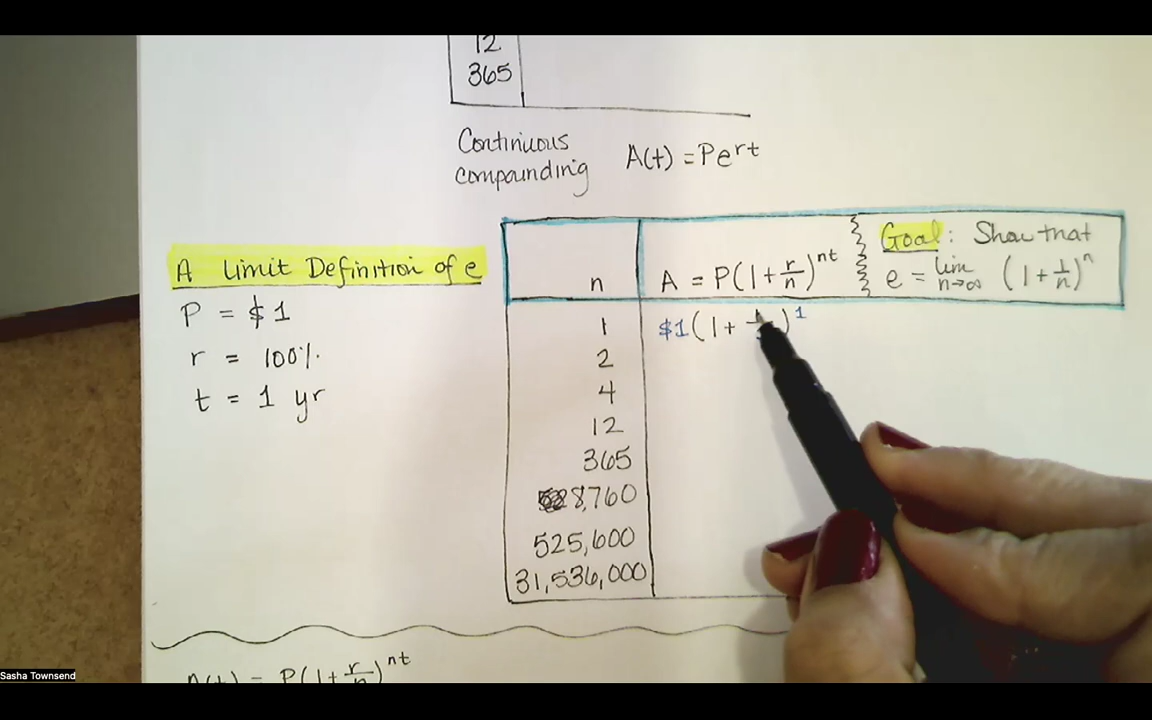 12
365
Continuous
compounding
A(t) = Pe^rt
A Limit Definition of e
P = $1
r = 100%
t = 1 yr
n
A = P(1 + r/n)^nt
Goal: Show that
e = lim n→∞ (1 + 1/n)^n
1
$1(1 +
)^1
2
4
12
365
8,760
525,600
31,536,000
A(t) = P(1 + r/n)^nt
Sasha Townsend